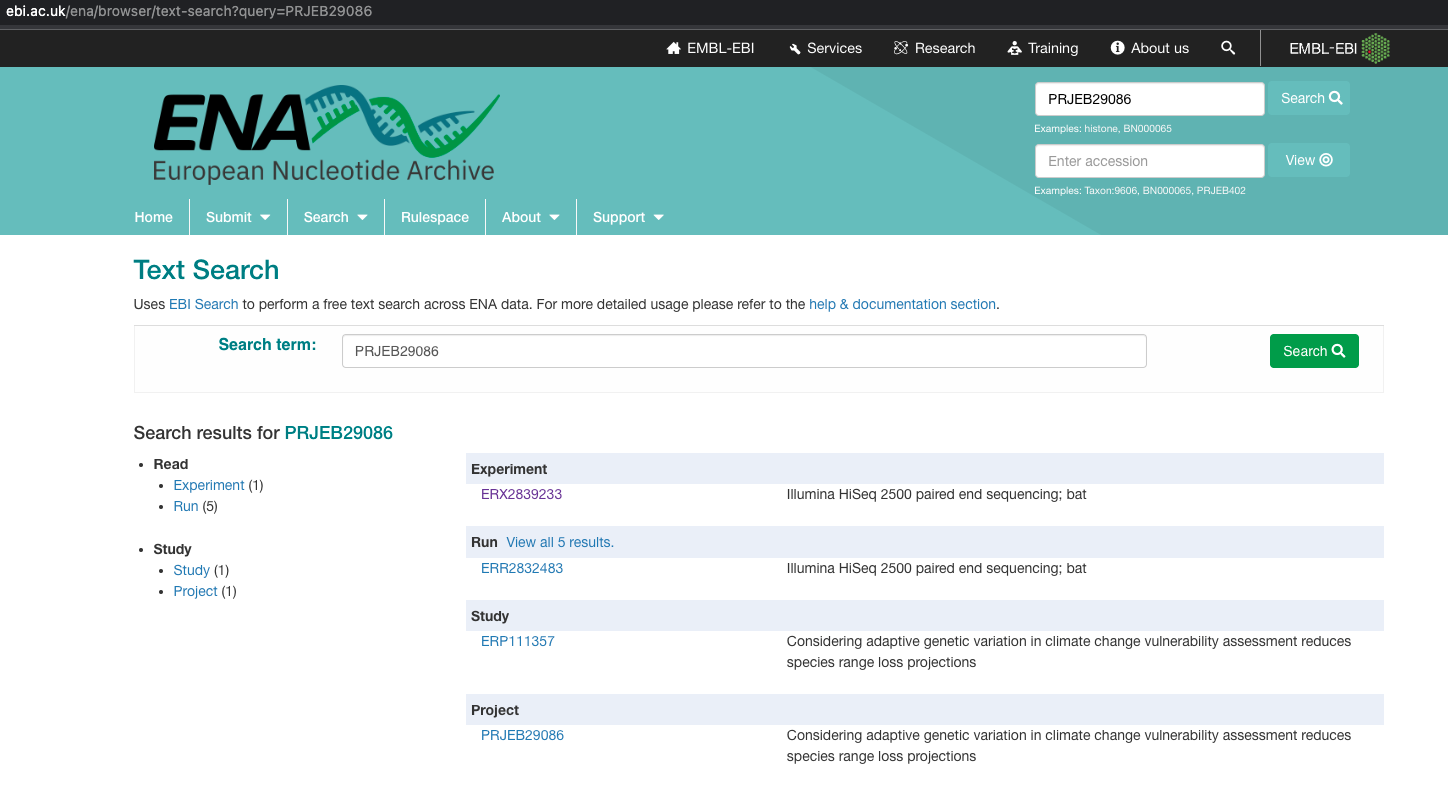 ebi.ac.uk/ena/browser/text-search?query=PRJEB29086
EMBL-EBI Services Research Training About us EMBL-EBI
ENA
European Nucleotide Archive
PRJEB29086 Search
Examples: histone, BN000065
Enter accession View
Examples: Taxon:9606, BN000065, PRJEB402
Home Submit Search Rulespace About Support
Text Search
Uses EBI Search to perform a free text search across ENA data. For more detailed usage please refer to the help & documentation section.
Search term: PRJEB29086 Search
Search results for PRJEB29086
Read
Experiment (1)
Run (5)
Study
Study (1)
Project (1)
Experiment
ERX2839233 Illumina HiSeq 2500 paired end sequencing; bat
Run View all 5 results.
ERR2832483 Illumina HiSeq 2500 paired end sequencing; bat
Study
ERP111357 Considering adaptive genetic variation in climate change vulnerability assessment reduces
species range loss projections
Project
PRJEB29086 Considering adaptive genetic variation in climate change vulnerability assessment reduces
species range loss projections